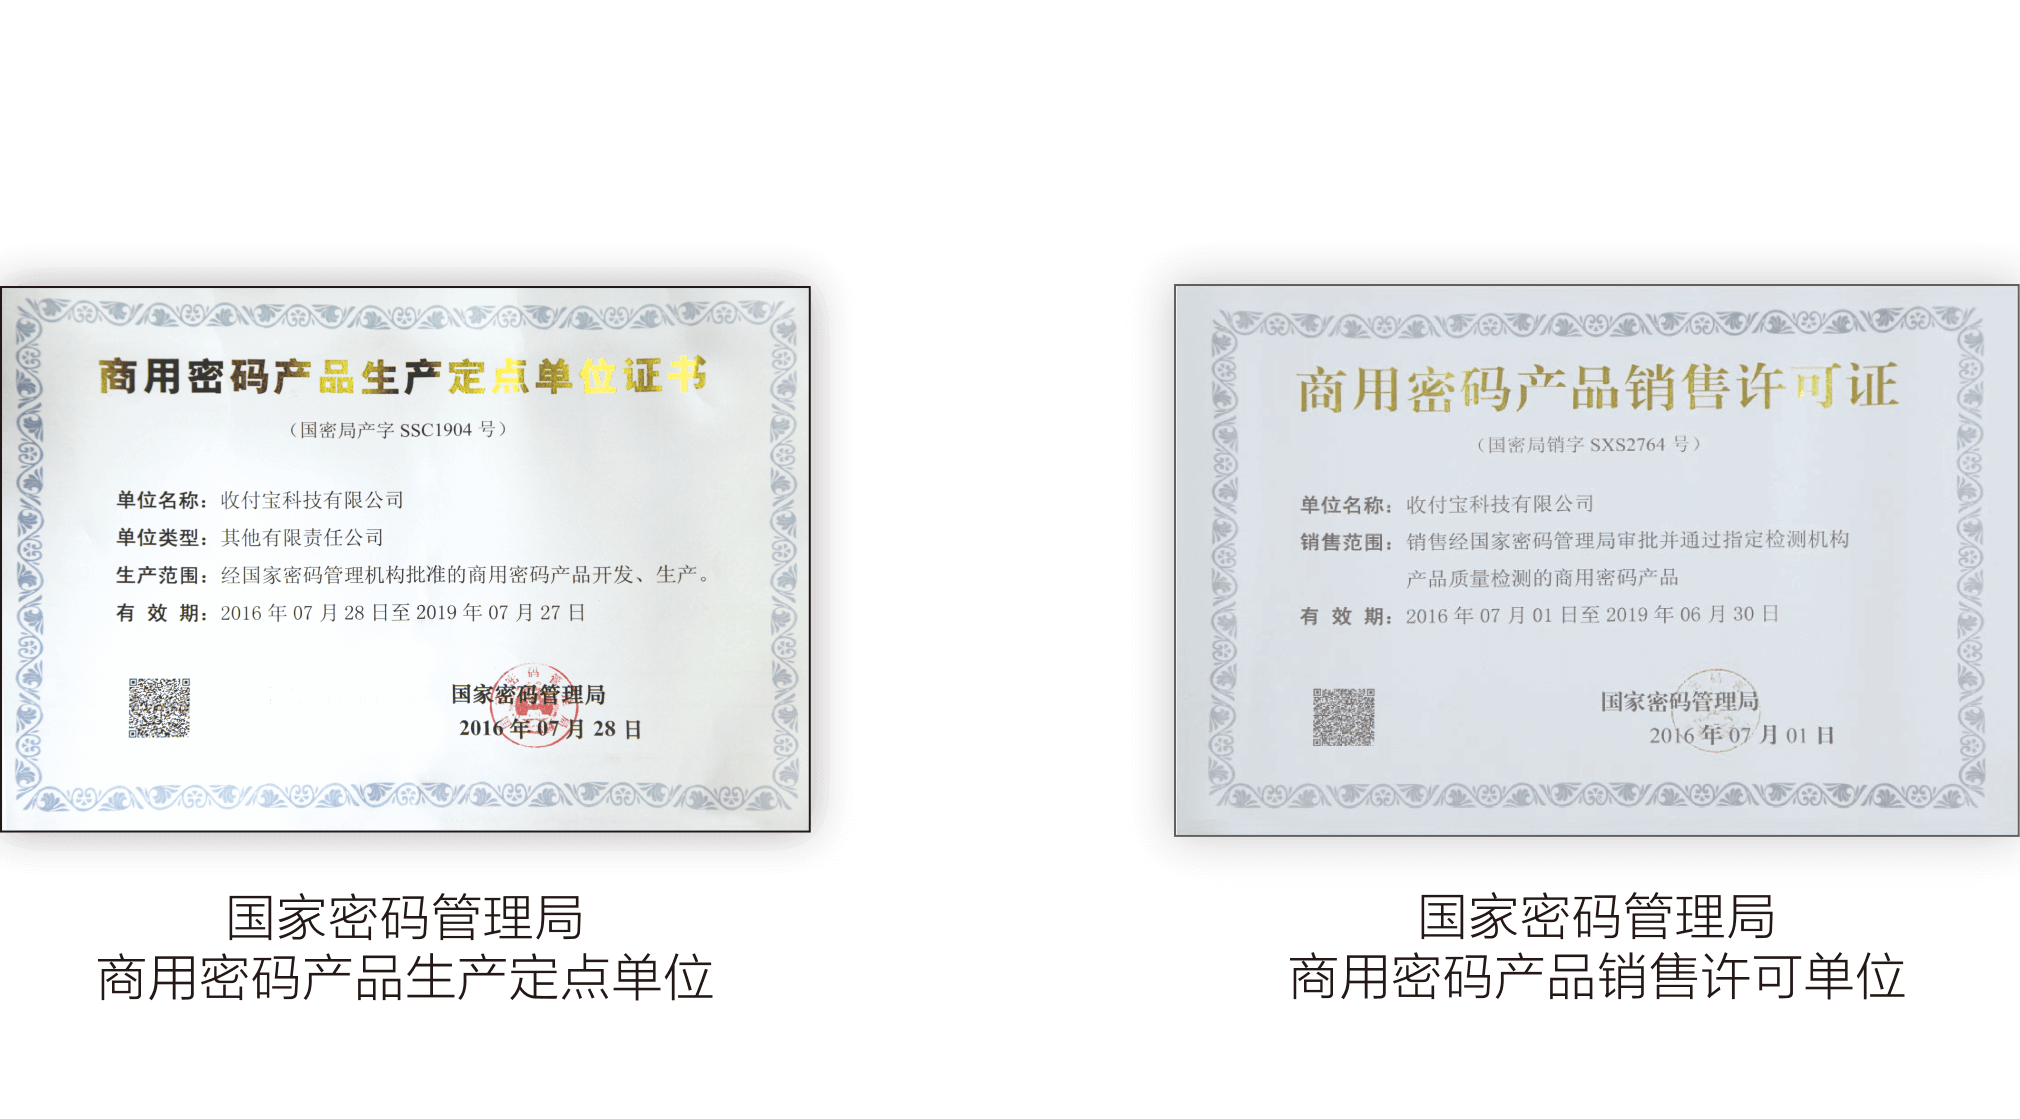 商用密码产品生产定点单位证书
（国密局产字 SSC1904 号）
单位名称：收付宝科技有限公司
单位类型：其他有限责任公司
生产范围：经国家密码管理机构批准的商用密码产品开发、生产。
有 效 期：2016 年 07 月 28 日至 2019 年 07 月 27 日
国家密码管理局
2016 年 07 月 28 日
国家密码管理局
商用密码产品生产定点单位
商用密码产品销售许可证
（国密局销字 SXS2764 号）
单位名称：收付宝科技有限公司
销售范围：销售经国家密码管理局审批并通过指定检测机构
产品质量检测的商用密码产品
有 效 期：2016 年 07 月 01 日至 2019 年 06 月 30 日
国家密码管理局
2016 年 07 月 01 日
国家密码管理局
商用密码产品销售许可单位